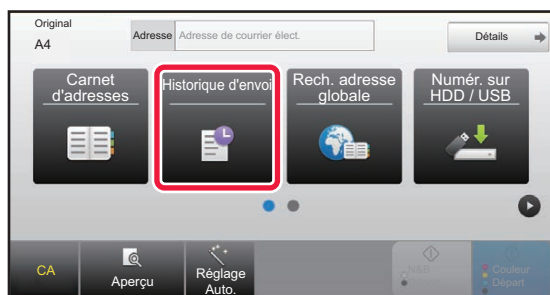 Original
A4
Adresse
Adresse de courrier élect.
Détails
Carnet
d'adresses
Historique d'envoi
Rech. adresse
globale
Numér. sur
HDD / USB
CA
Aperçu
Réglage
Auto.
N&B
Départ
Couleur
Départ